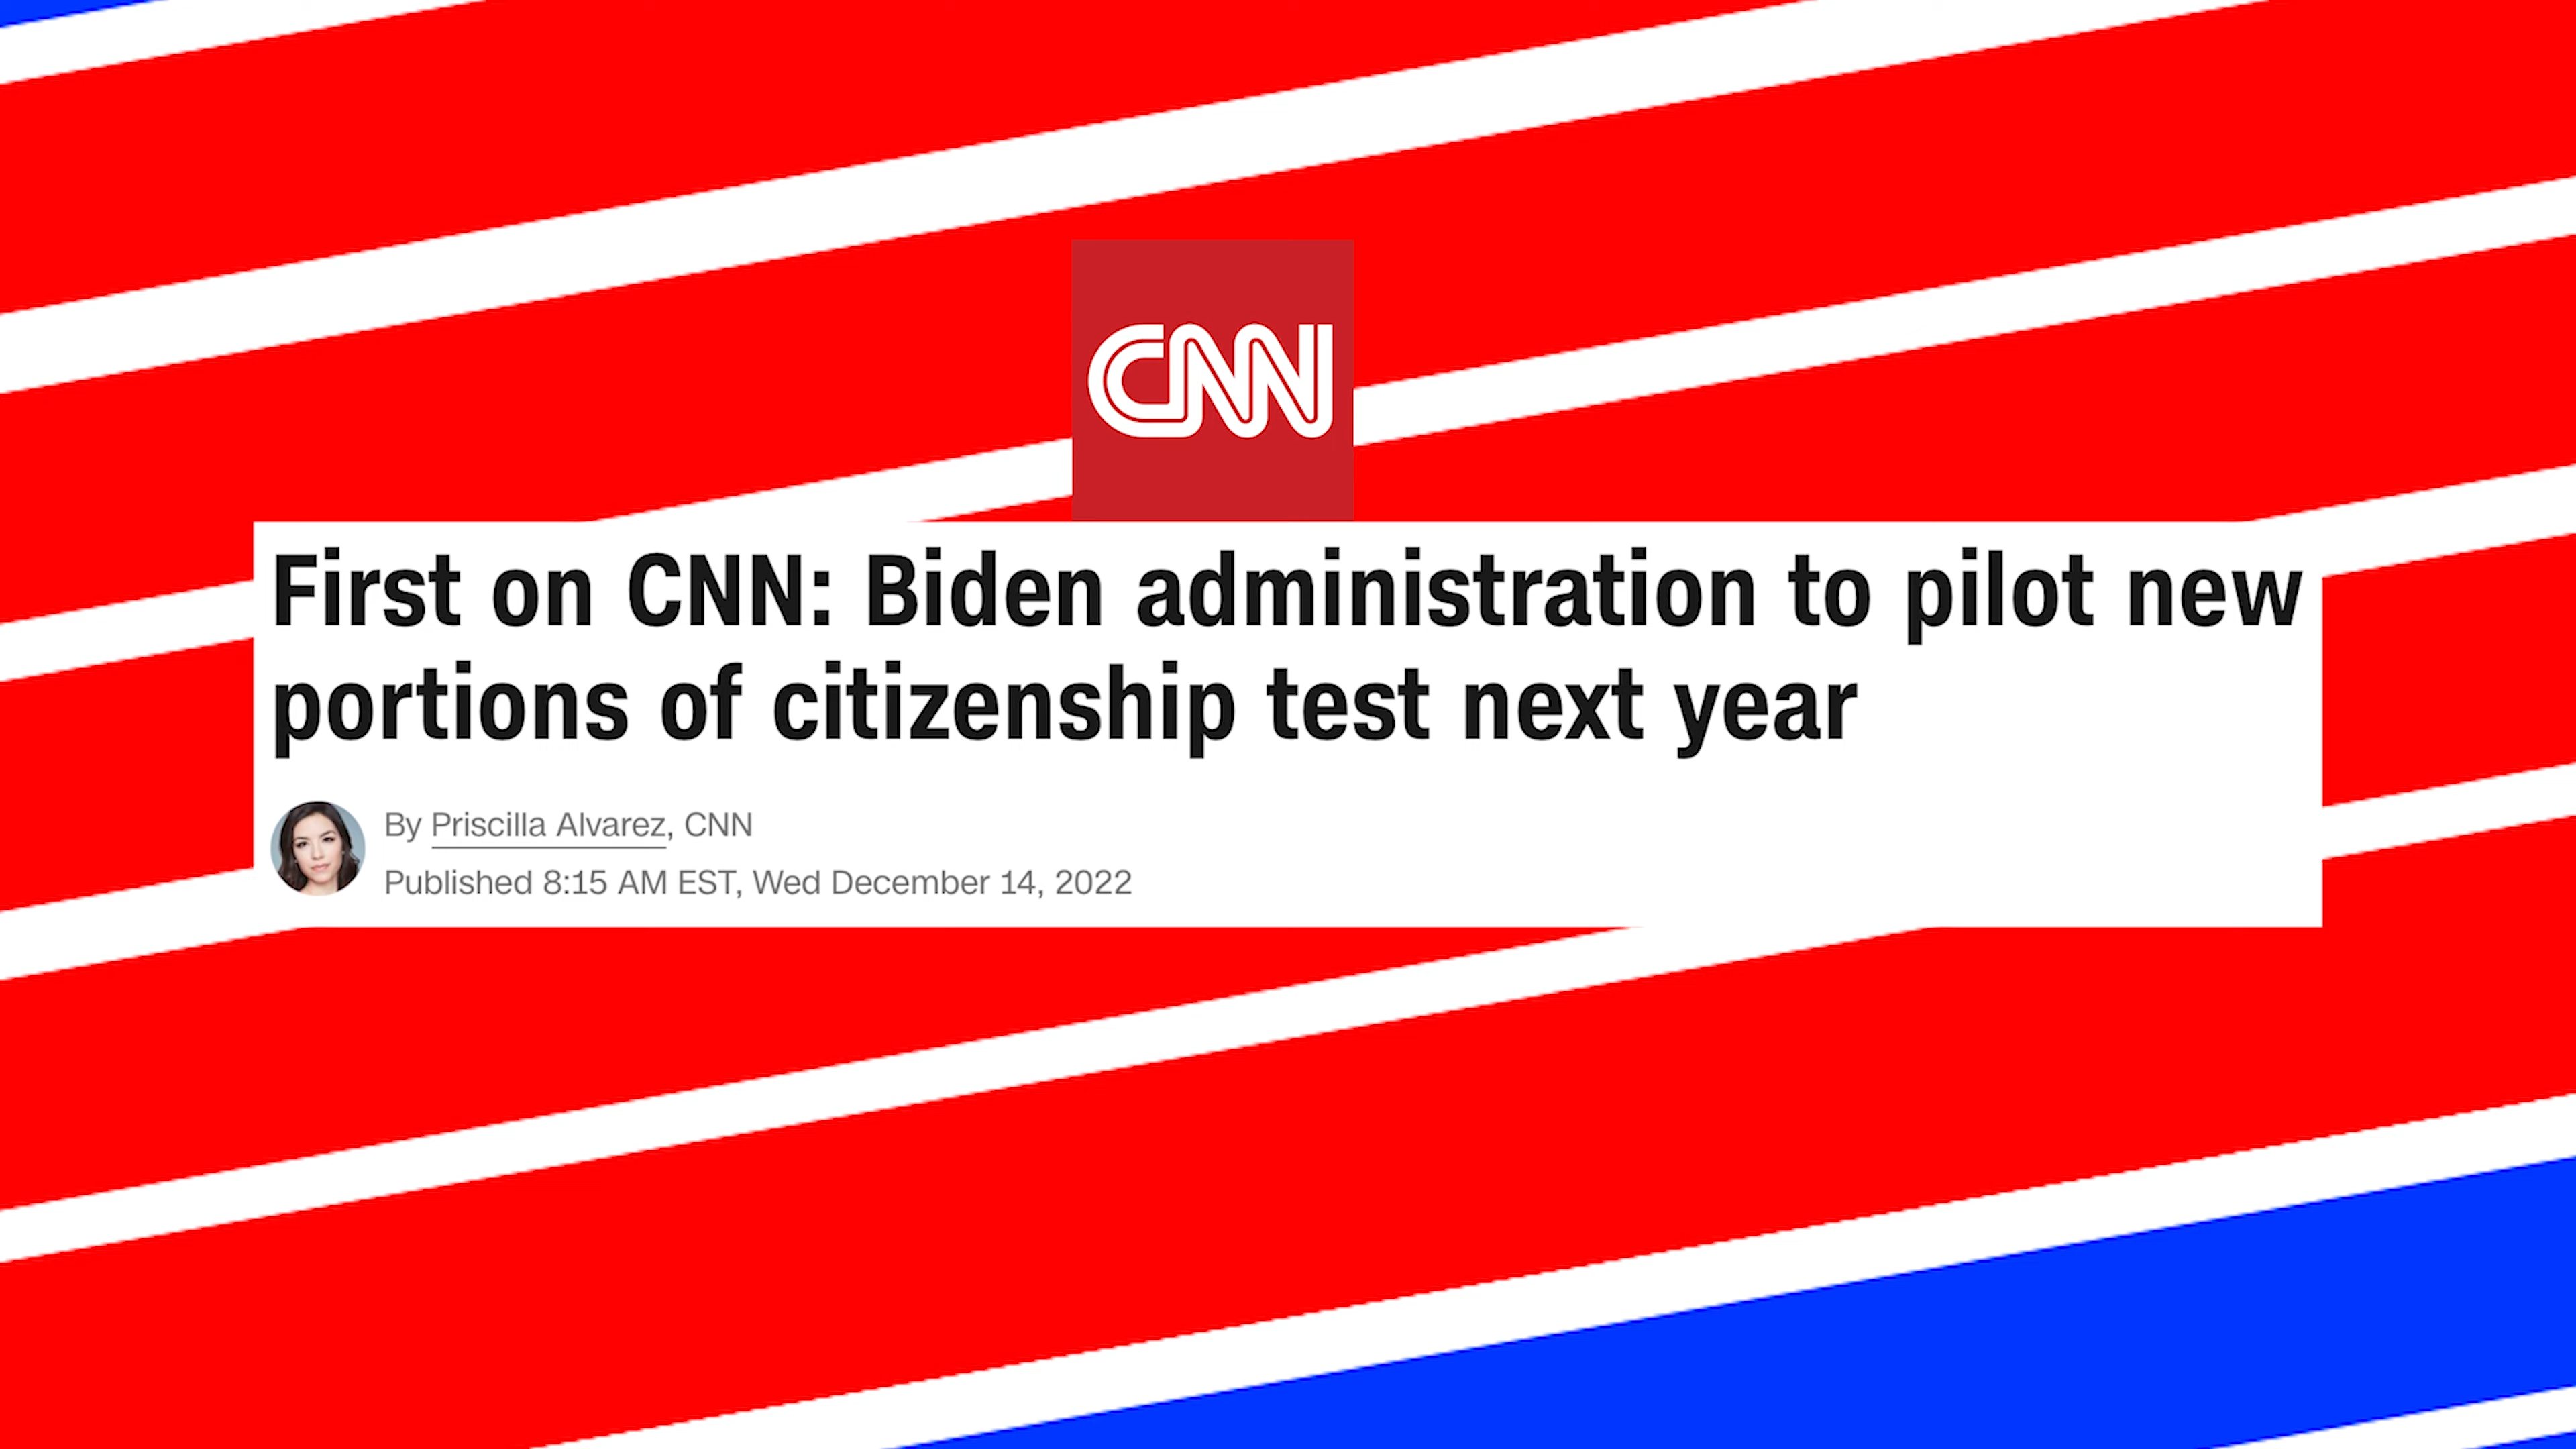 CNN
First on CNN: Biden administration to pilot new
portions of citizenship test next year
By Priscilla Alvarez, CNN
Published 8:15 AM EST, Wed December 14, 2022